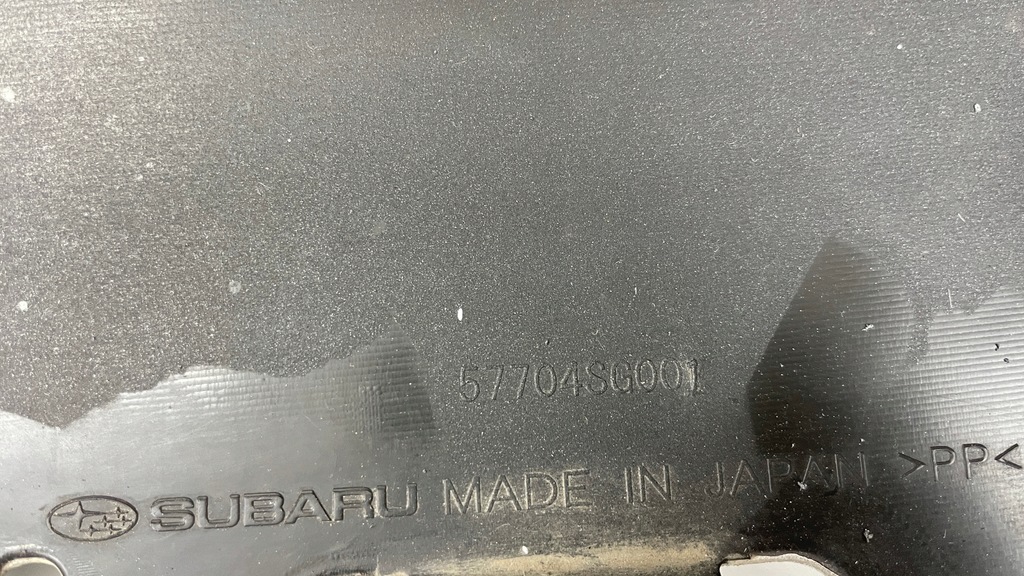 57704SG001
SUBARU MADE IN JAPAN >PP<